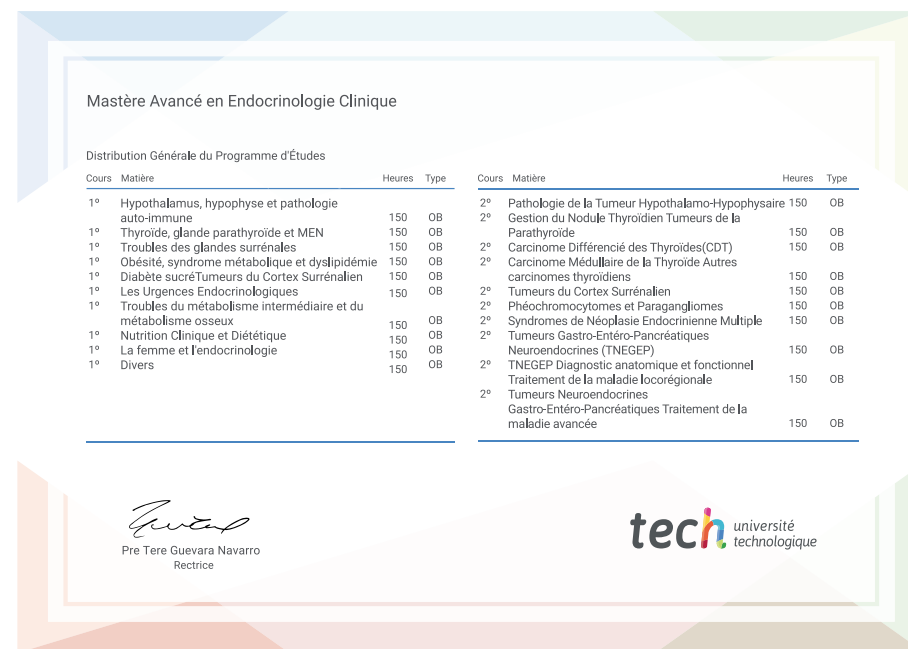 Mastère Avancé en Endocrinologie Clinique
Distribution Générale du Programme d'Études
Cours Matière Heures Type
1º Hypothalamus, hypophyse et pathologie
auto-immune 150 OB
1º Thyroïde, glande parathyroïde et MEN 150 OB
1º Troubles des glandes surrénales 150 OB
1º Obésité, syndrome métabolique et dyslipidémie 150 OB
1º Diabète sucréTumeurs du Cortex Surrénalien 150 OB
1º Les Urgences Endocrinologiques 150 OB
1º Troubles du métabolisme intermédiaire et du
métabolisme osseux 150 OB
1º Nutrition Clinique et Diététique 150 OB
1º La femme et l'endocrinologie 150 OB
1º Divers 150 OB
Cours Matière Heures Type
2º Pathologie de la Tumeur Hypothalamo-Hypophysaire 150 OB
2º Gestion du Nodule Thyroïdien Tumeurs de la
Parathyroïde 150 OB
2º Carcinome Différencié des Thyroïdes(CDT) 150 OB
2º Carcinome Médullaire de la Thyroïde Autres
carcinomes thyroïdiens 150 OB
2º Tumeurs du Cortex Surrénalien 150 OB
2º Phéochromocytomes et Paragangliomes 150 OB
2º Syndromes de Néoplasie Endocrinienne Multiple 150 OB
2º Tumeurs Gastro-Entéro-Pancréatiques
Neuroendocrines (TNEGEP) 150 OB
2º TNEGEP Diagnostic anatomique et fonctionnel
Traitement de la maladie locorégionale 150 OB
2º Tumeurs Neuroendocrines
Gastro-Entéro-Pancréatiques Traitement de la
maladie avancée 150 OB
Pre Tere Guevara Navarro
Rectrice
tech université
technologique